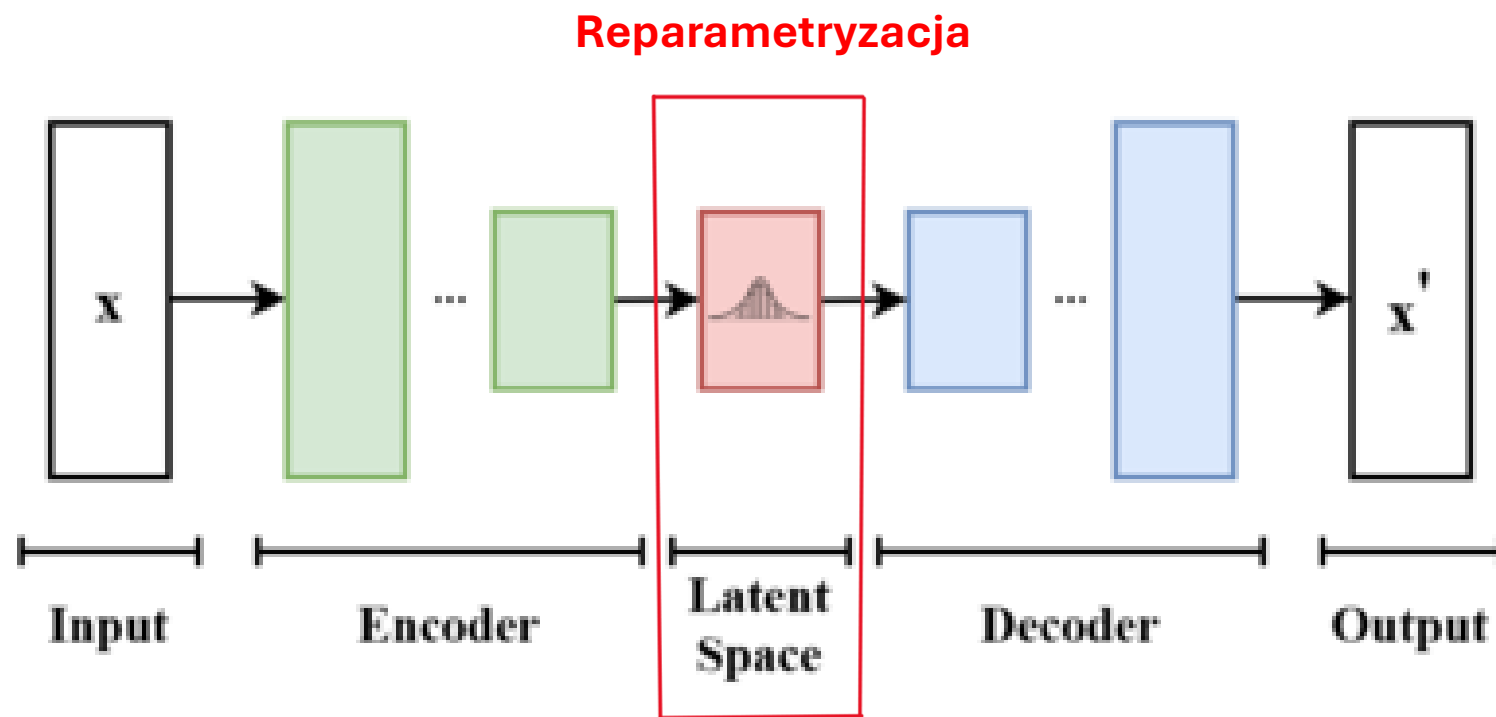 Reparametryzacja
x
...
...
x'
Input
Encoder
Latent
Space
Decoder
Output